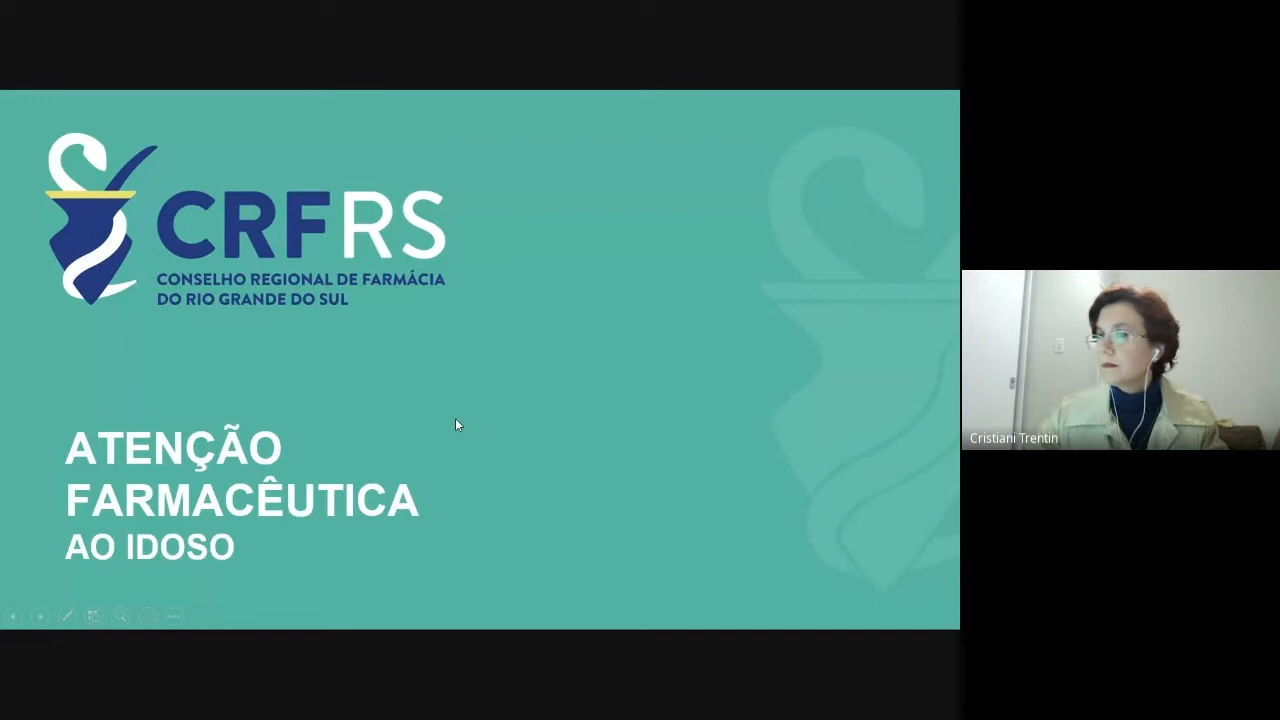 CRFRS
CONSELHO REGIONAL DE FARMÁCIA
DO RIO GRANDE DO SUL
ATENÇÃO
FARMACÊUTICA
AO IDOSO
Cristiani Trentin